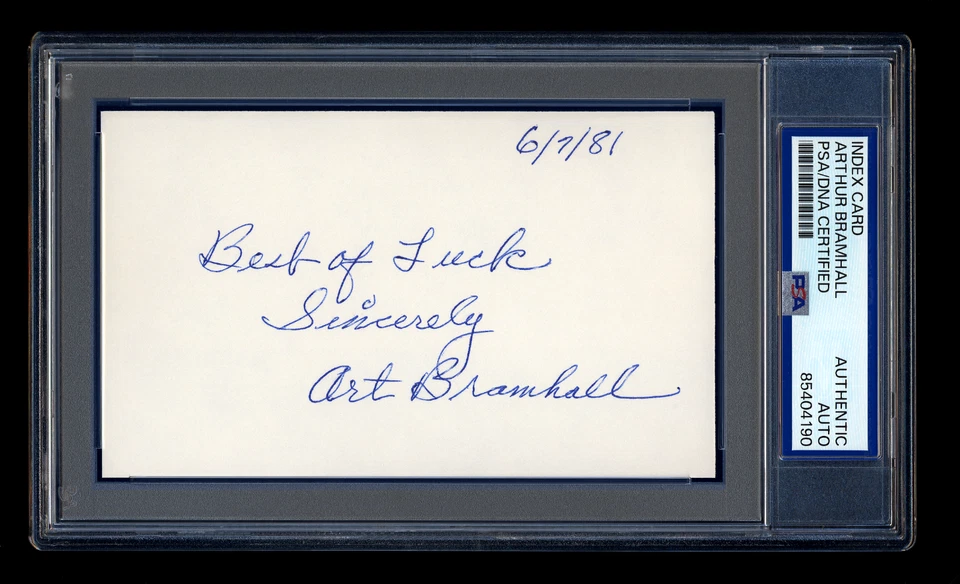 6/7/81
Best of Luck
Sincerely
Art Bramhall
INDEX CARD
ARTHUR BRAMHALL
PSA/DNA CERTIFIED
AUTHENTIC
AUTO
85404190
PSA